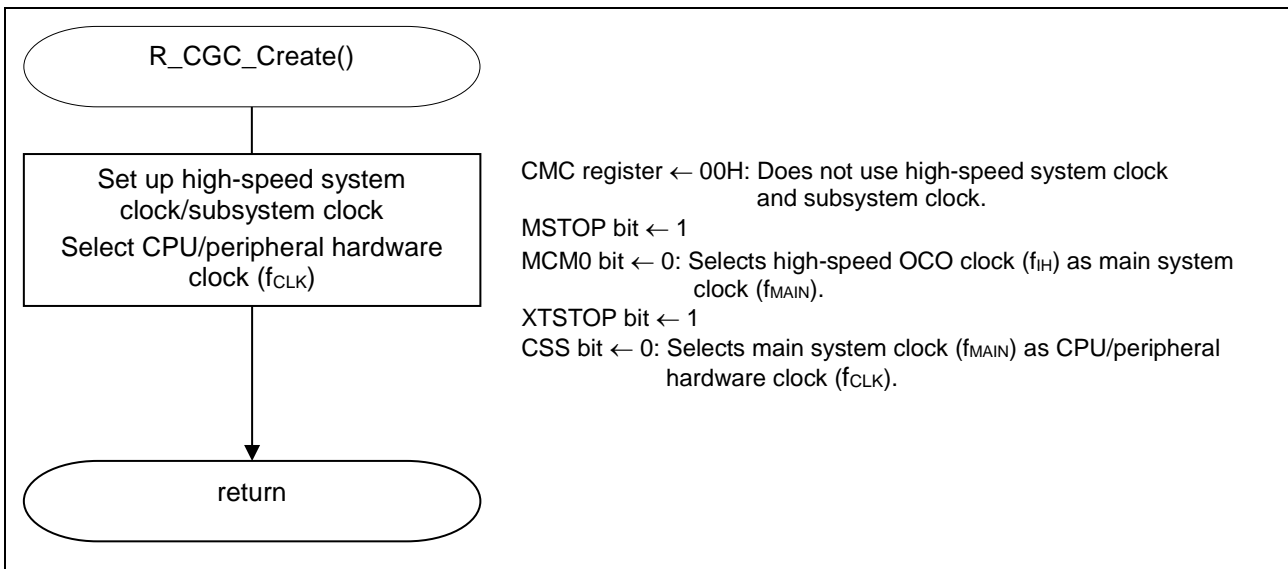 R_CGC_Create()
Set up high-speed system
clock/subsystem clock
Select CPU/peripheral hardware
clock (fCLK)
CMC register ← 00H: Does not use high-speed system clock
and subsystem clock.
MSTOP bit ← 1
MCM0 bit ← 0: Selects high-speed OCO clock (fIH) as main system
clock (fMAIN).
XTSTOP bit ← 1
CSS bit ← 0: Selects main system clock (fMAIN) as CPU/peripheral
hardware clock (fCLK).
return